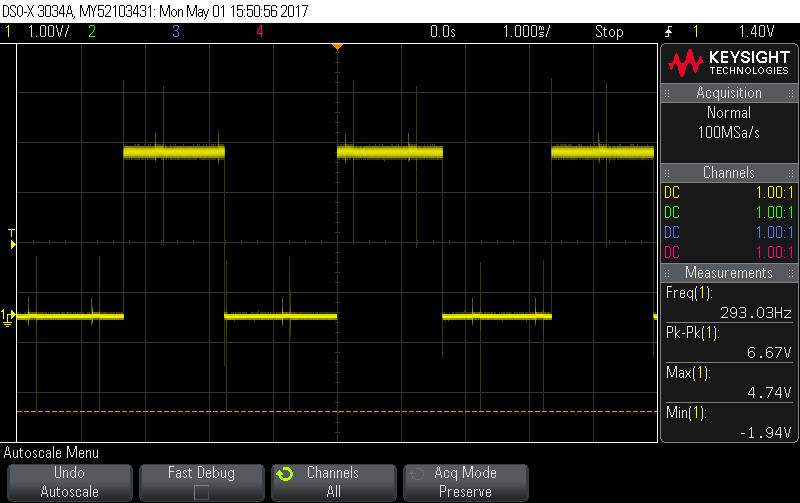 DSO-X 3034A, MY52103431: Mon May 01 15:50:56 2017
1 1.00V/ 2 3 4 0.0s 1.000ms/ Stop 1 1.40V
KEYSIGHT
TECHNOLOGIES
Acquisition
Normal
100MSa/s
Channels
DC 1.00:1
DC 1.00:1
DC 1.00:1
DC 1.00:1
Measurements
Freq(1):
293.03Hz
Pk-Pk(1):
6.67V
Max(1):
4.74V
Min(1):
-1.94V
T
1
Autoscale Menu
Undo
Autoscale
Fast Debug
Channels
All
Acq Mode
Preserve